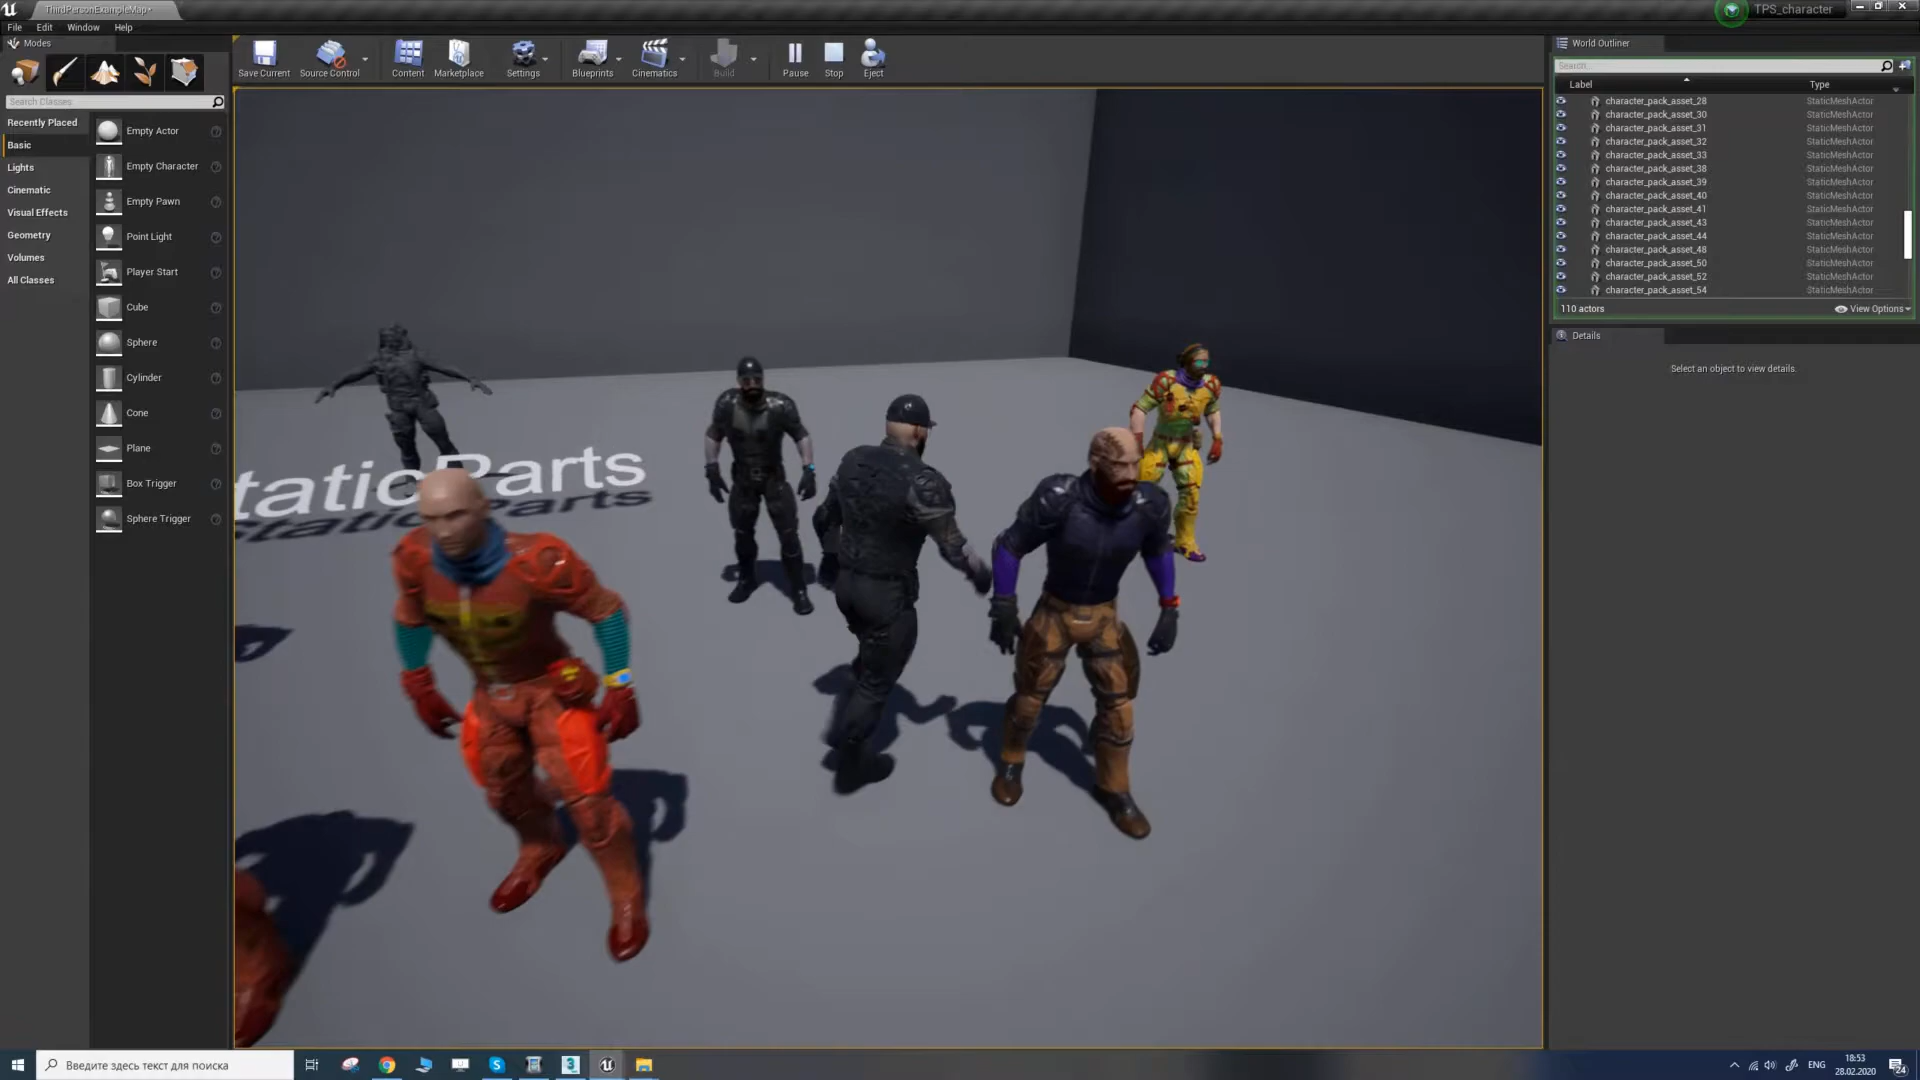 ThirdPersonExampleMap*
TPS_character
File Edit Window Help
Modes
Search Classes
Recently Placed
Basic
Lights
Cinematic
Visual Effects
Geometry
Volumes
All Classes
Empty Actor
Empty Character
Empty Pawn
Point Light
Player Start
Cube
Sphere
Cylinder
Cone
Plane
Box Trigger
Sphere Trigger
Save Current Source Control Content Marketplace Settings Blueprints Cinematics Build Pause Stop Eject
taticParts
World Outliner
Search...
Label Type
character_pack_asset_28 StaticMeshActor
character_pack_asset_30 StaticMeshActor
character_pack_asset_31 StaticMeshActor
character_pack_asset_32 StaticMeshActor
character_pack_asset_33 StaticMeshActor
character_pack_asset_38 StaticMeshActor
character_pack_asset_39 StaticMeshActor
character_pack_asset_40 StaticMeshActor
character_pack_asset_41 StaticMeshActor
character_pack_asset_43 StaticMeshActor
character_pack_asset_44 StaticMeshActor
character_pack_asset_48 StaticMeshActor
character_pack_asset_50 StaticMeshActor
character_pack_asset_52 StaticMeshActor
character_pack_asset_54 StaticMeshActor
110 actors View Options
Details
Select an object to view details.
Введите здесь текст для поиска
ENG
18:53
28.02.2020
24